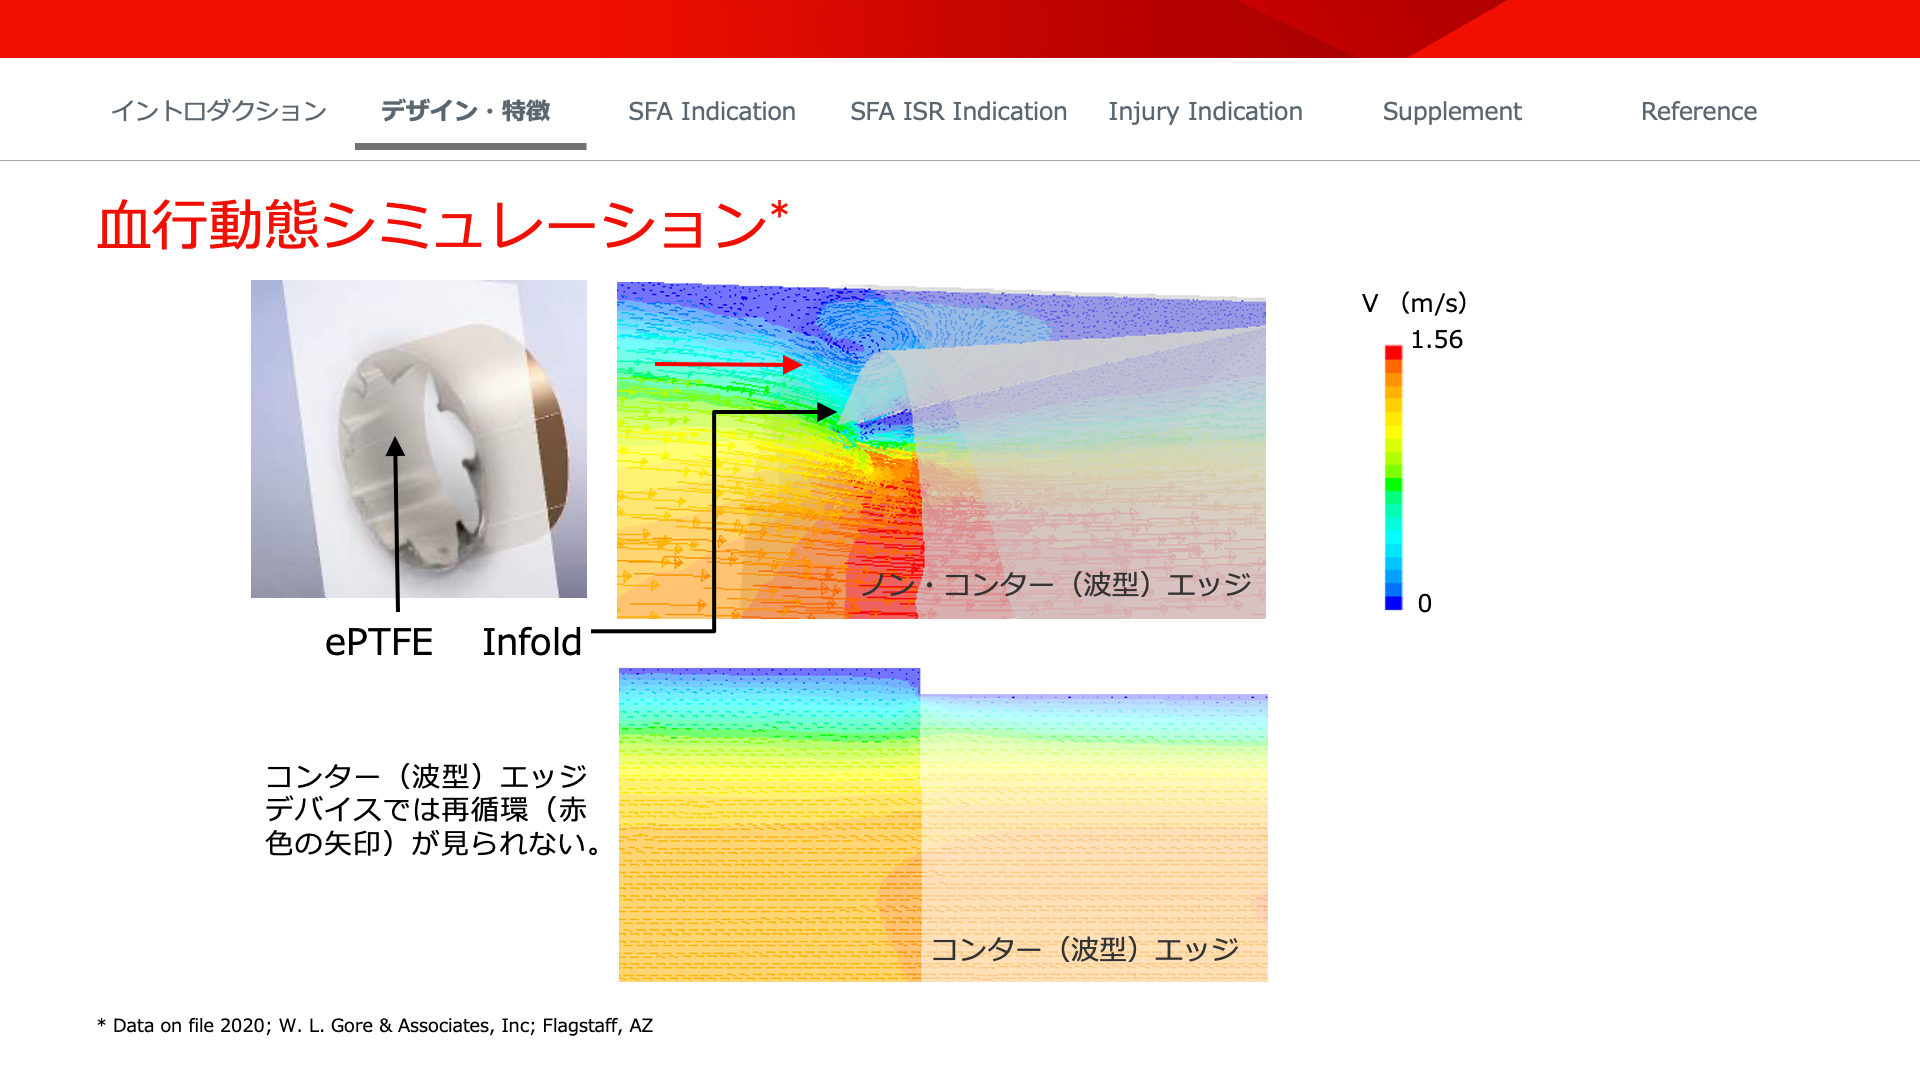 イントロダクション デザイン・特徴 SFA Indication SFA ISR Indication Injury Indication Supplement Reference
血行動態シミュレーション*
V （m/s）
1.56
0
ノン・コンター（波型）エッジ
ePTFE Infold
コンター（波型）エッジ
デバイスでは再循環（赤
色の矢印）が見られない。
コンター（波型）エッジ
* Data on file 2020; W. L. Gore & Associates, Inc; Flagstaff, AZ